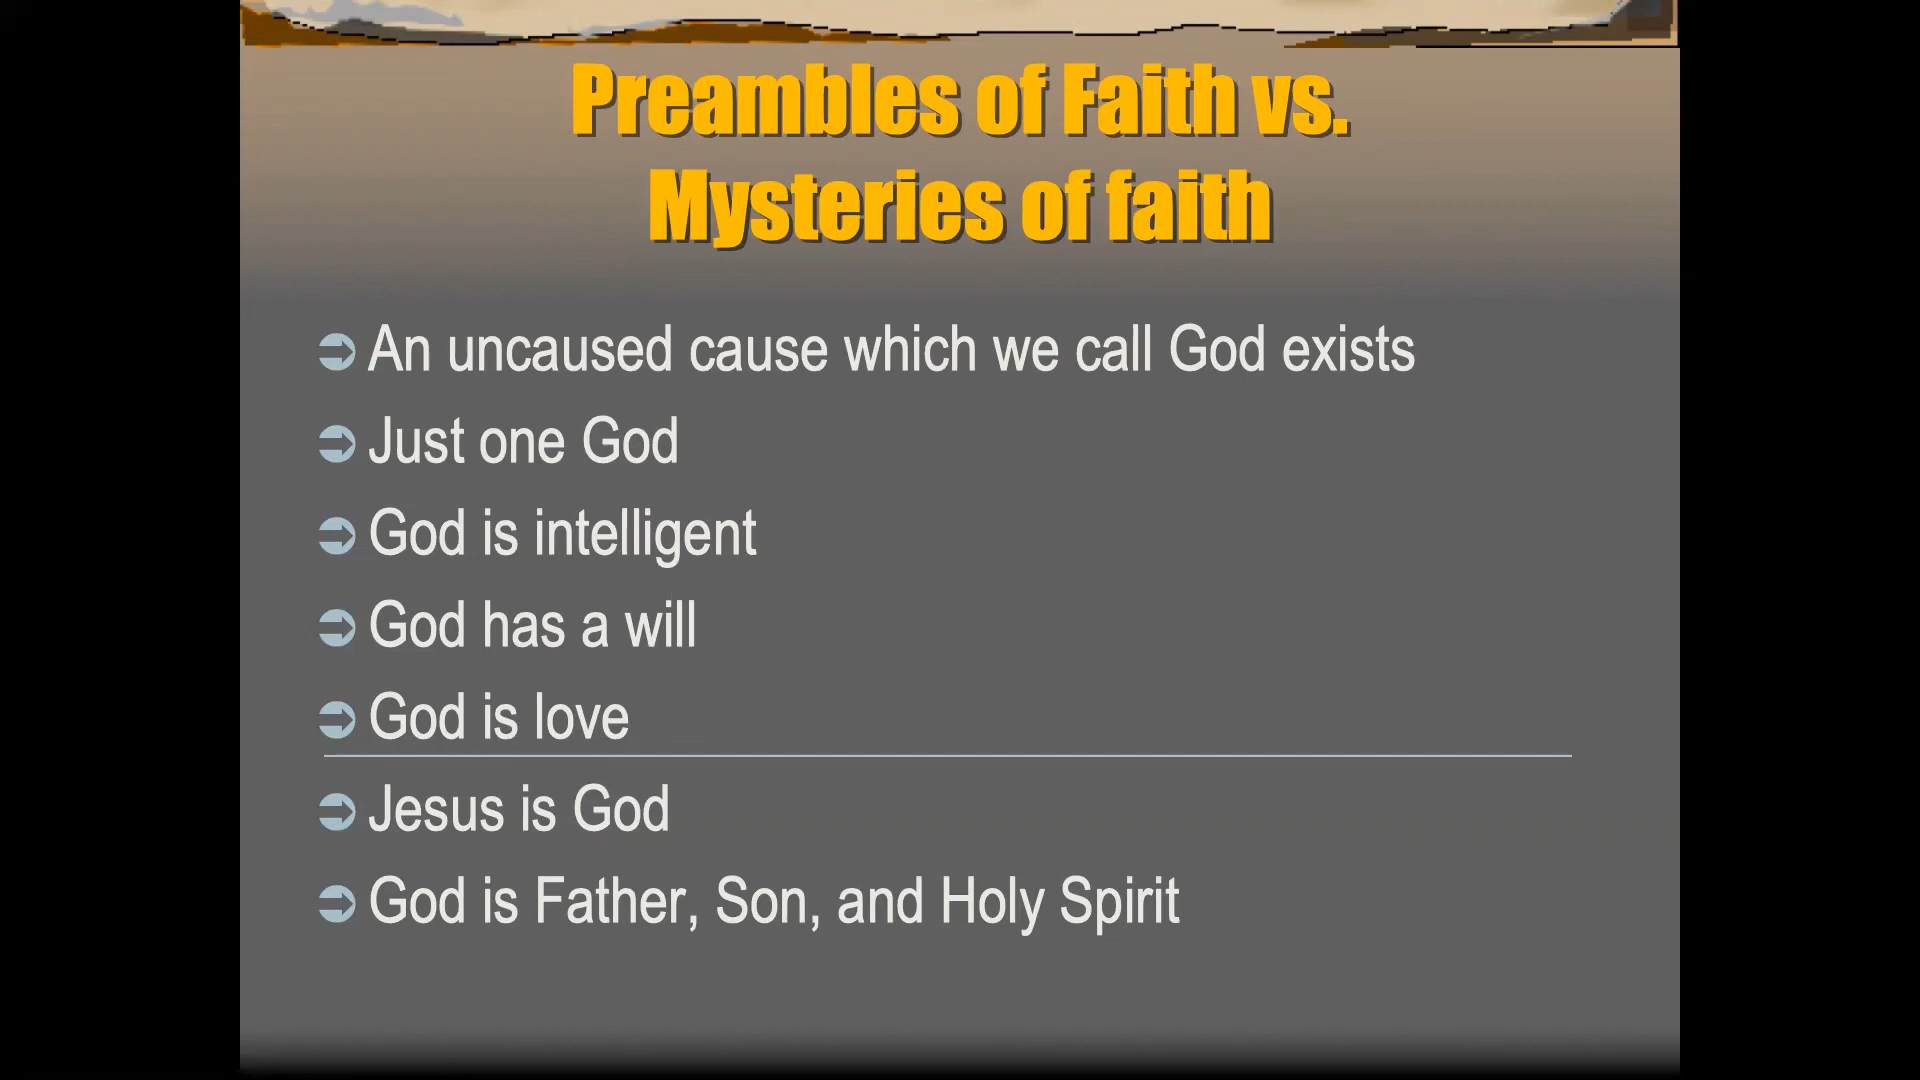 Preambles of Faith vs.
Mysteries of faith
An uncaused cause which we call God exists
Just one God
God is intelligent
God has a will
God is love
Jesus is God
God is Father, Son, and Holy Spirit